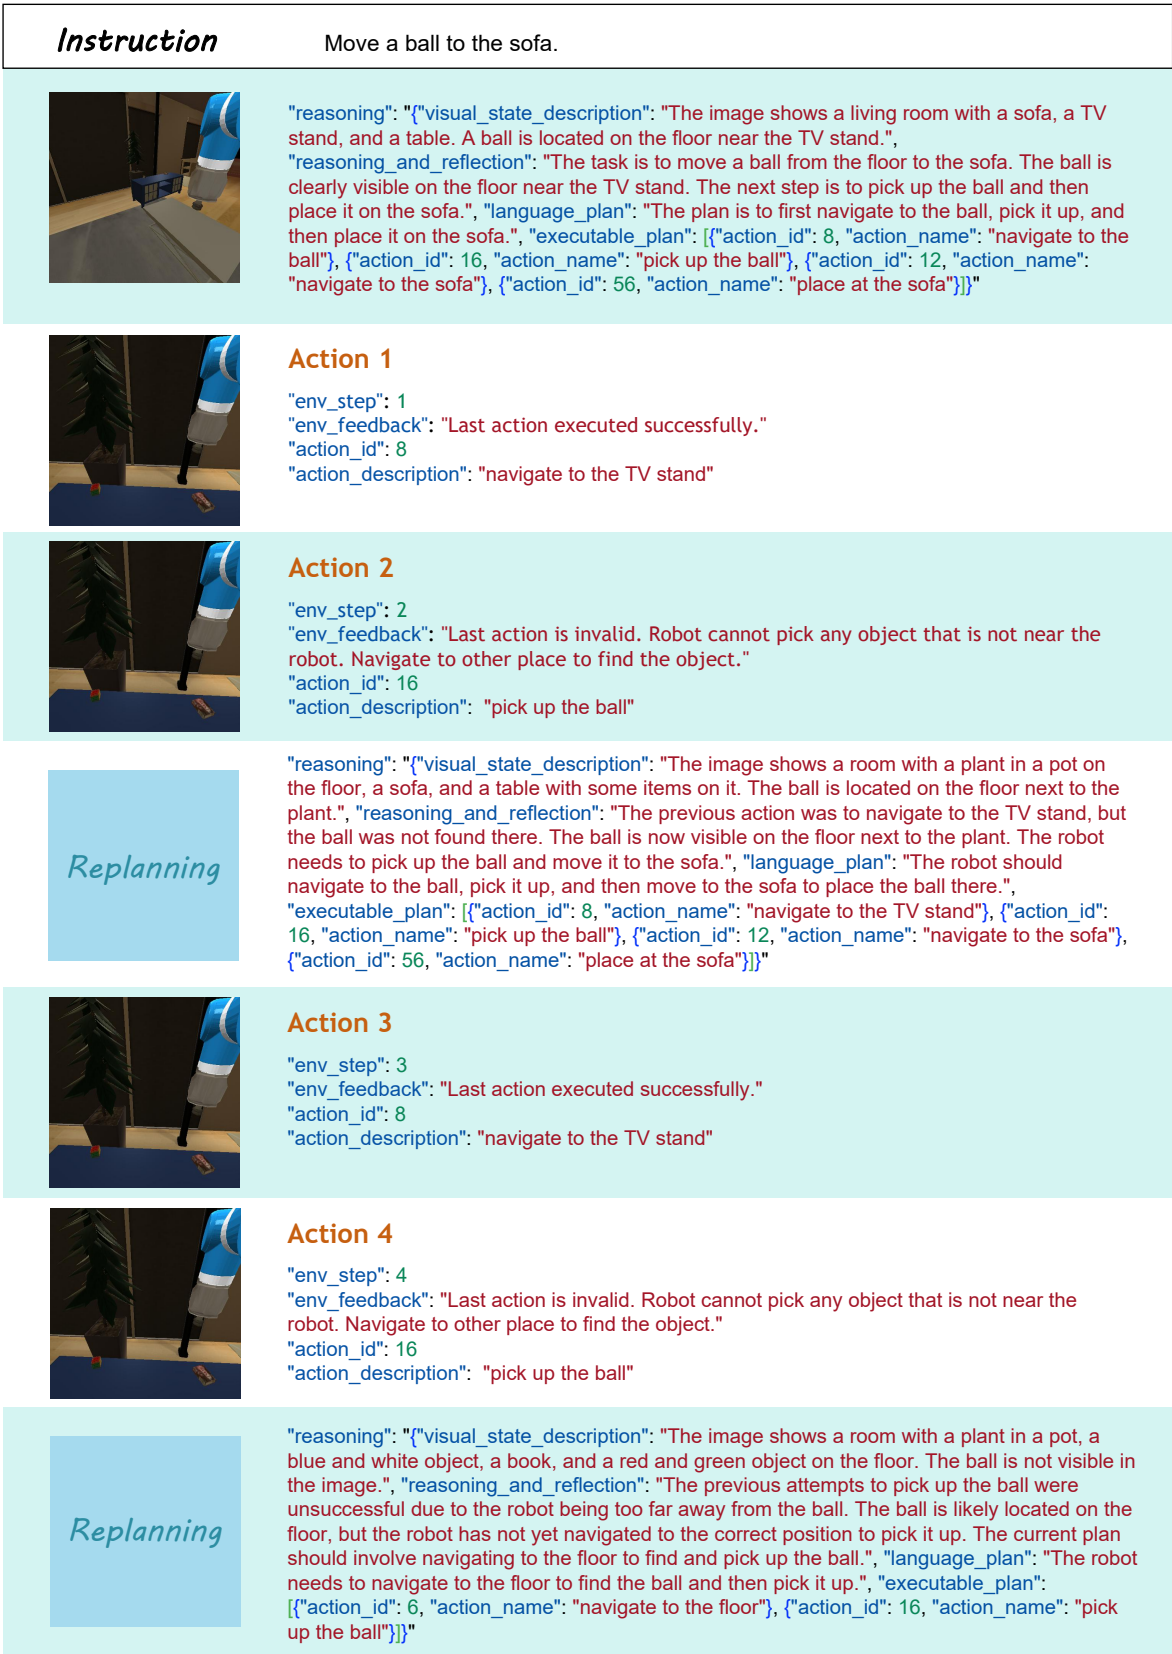 Instruction
Move a ball to the sofa.
"reasoning": "{"visual_state_description": "The image shows a living room with a sofa, a TV
stand, and a table. A ball is located on the floor near the TV stand.",
"reasoning_and_reflection": "The task is to move a ball from the floor to the sofa. The ball is
clearly visible on the floor near the TV stand. The next step is to pick up the ball and then
place it on the sofa.", "language_plan": "The plan is to first navigate to the ball, pick it up, and
then place it on the sofa.", "executable_plan": [{"action_id": 8, "action_name": "navigate to the
ball"}, {"action_id": 16, "action_name": "pick up the ball"}, {"action_id": 12, "action_name":
"navigate to the sofa"}, {"action_id": 56, "action_name": "place at the sofa"}]}"
Action 1
"env_step": 1
"env_feedback": "Last action executed successfully."
"action_id": 8
"action_description": "navigate to the TV stand"
Action 2
"env_step": 2
"env_feedback": "Last action is invalid. Robot cannot pick any object that is not near the
robot. Navigate to other place to find the object."
"action_id": 16
"action_description":  "pick up the ball"
Replanning
"reasoning": "{"visual_state_description": "The image shows a room with a plant in a pot on
the floor, a sofa, and a table with some items on it. The ball is located on the floor next to the
plant.", "reasoning_and_reflection": "The previous action was to navigate to the TV stand, but
the ball was not found there. The ball is now visible on the floor next to the plant. The robot
needs to pick up the ball and move it to the sofa.", "language_plan": "The robot should
navigate to the ball, pick it up, and then move to the sofa to place the ball there.",
"executable_plan": [{"action_id": 8, "action_name": "navigate to the TV stand"}, {"action_id":
16, "action_name": "pick up the ball"}, {"action_id": 12, "action_name": "navigate to the sofa"},
{"action_id": 56, "action_name": "place at the sofa"}]}"
Action 3
"env_step": 3
"env_feedback": "Last action executed successfully."
"action_id": 8
"action_description": "navigate to the TV stand"
Action 4
"env_step": 4
"env_feedback": "Last action is invalid. Robot cannot pick any object that is not near the
robot. Navigate to other place to find the object."
"action_id": 16
"action_description":  "pick up the ball"
Replanning
"reasoning": "{"visual_state_description": "The image shows a room with a plant in a pot, a
blue and white object, a book, and a red and green object on the floor. The ball is not visible in
the image.", "reasoning_and_reflection": "The previous attempts to pick up the ball were
unsuccessful due to the robot being too far away from the ball. The ball is likely located on the
floor, but the robot has not yet navigated to the correct position to pick it up. The current plan
should involve navigating to the floor to find and pick up the ball.", "language_plan": "The robot
needs to navigate to the floor to find the ball and then pick it up.", "executable_plan":
[{"action_id": 6, "action_name": "navigate to the floor"}, {"action_id": 16, "action_name": "pick
up the ball"}]}"